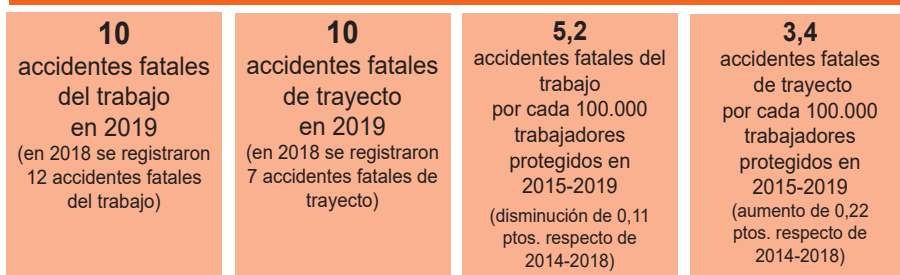 10
accidentes fatales
del trabajo
en 2019
(en 2018 se registraron
12 accidentes fatales
del trabajo)
10
accidentes fatales
de trayecto
en 2019
(en 2018 se registraron
7 accidentes fatales de
trayecto)
5,2
accidentes fatales del
trabajo
por cada 100.000
trabajadores
protegidos en
2015-2019
(disminución de 0,11
ptos. respecto de
2014-2018)
3,4
accidentes fatales
de trayecto
por cada 100.000
trabajadores
protegidos en
2015-2019
(aumento de 0,22
ptos. respecto de
2014-2018)